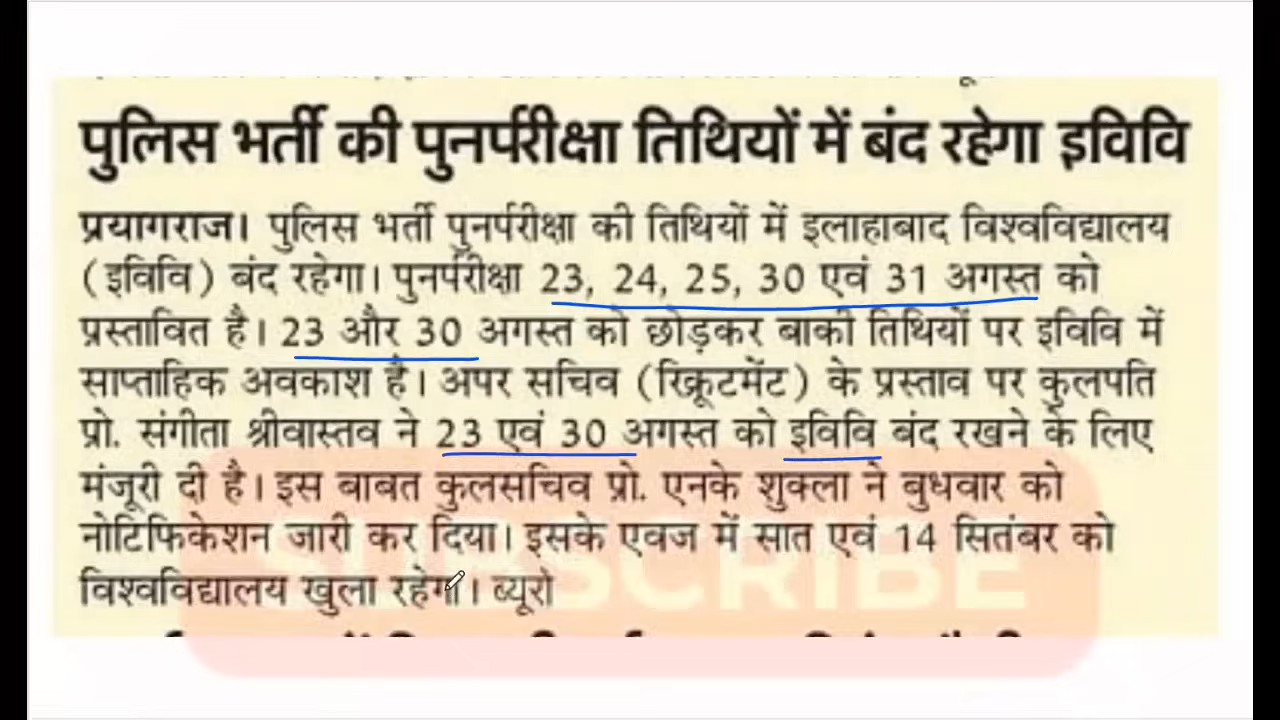 पुलिस भर्ती की पुनर्परीक्षा तिथियों में बंद रहेगा इविवि
प्रयागराज। पुलिस भर्ती पुनर्परीक्षा की तिथियों में इलाहाबाद विश्वविद्यालय
(इविवि) बंद रहेगा। पुनर्परीक्षा 23, 24, 25, 30 एवं 31 अगस्त को
प्रस्तावित है। 23 और 30 अगस्त को छोड़कर बाकी तिथियों पर इविवि में
साप्ताहिक अवकाश है। अपर सचिव (रिक्रूटमेंट) के प्रस्ताव पर कुलपति
प्रो. संगीता श्रीवास्तव ने 23 एवं 30 अगस्त को इविवि बंद रखने के लिए
मंजूरी दी है। इस बाबत कुलसचिव प्रो. एनके शुक्ला ने बुधवार को
नोटिफिकेशन जारी कर दिया। इसके एवज में सात एवं 14 सितंबर को
विश्वविद्यालय खुला रहेगा। ब्यूरो
SUBSCRIBE